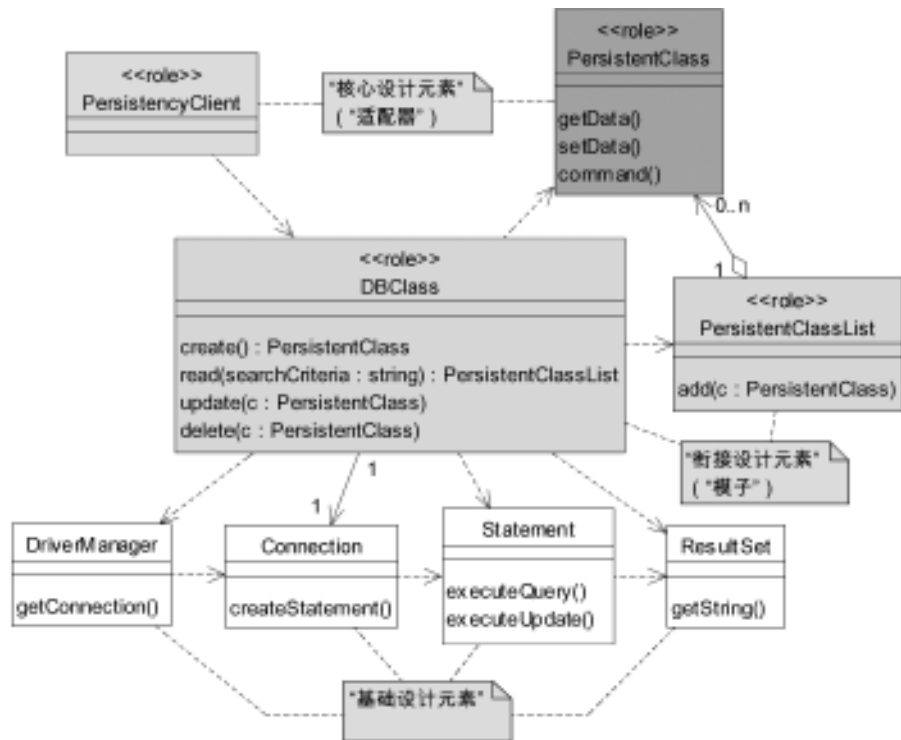 <<role>>
PersistentClass
getData()
setData()
command()
<<role>>
PersistencyClient
"核心设计元素"
("适配器")
0..n
1
<<role>>
DBClass
create() : PersistentClass
read(searchCriteria : string) : PersistentClassList
update(c : PersistentClass)
delete(c : PersistentClass)
<<role>>
PersistentClassList
add(c : PersistentClass)
"衔接设计元素"
("模子")
1
1
DriverManager
getConnection()
Connection
createStatement()
Statement
executeQuery()
executeUpdate()
ResultSet
getString()
"基础设计元素"